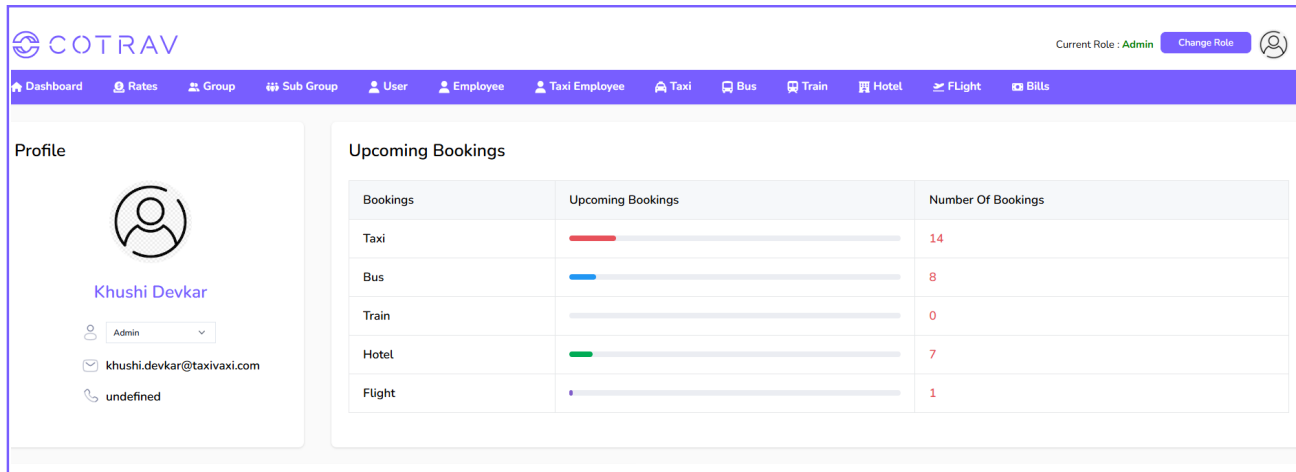 COTRAV
Current Role : Admin Change Role
Dashboard Rates Group Sub Group User Employee Taxi Employee Taxi Bus Train Hotel FLight Bills
Profile
Khushi Devkar
Admin
khushi.devkar@taxivaxi.com
undefined
Upcoming Bookings
Bookings Upcoming Bookings Number Of Bookings
Taxi 14
Bus 8
Train 0
Hotel 7
Flight 1